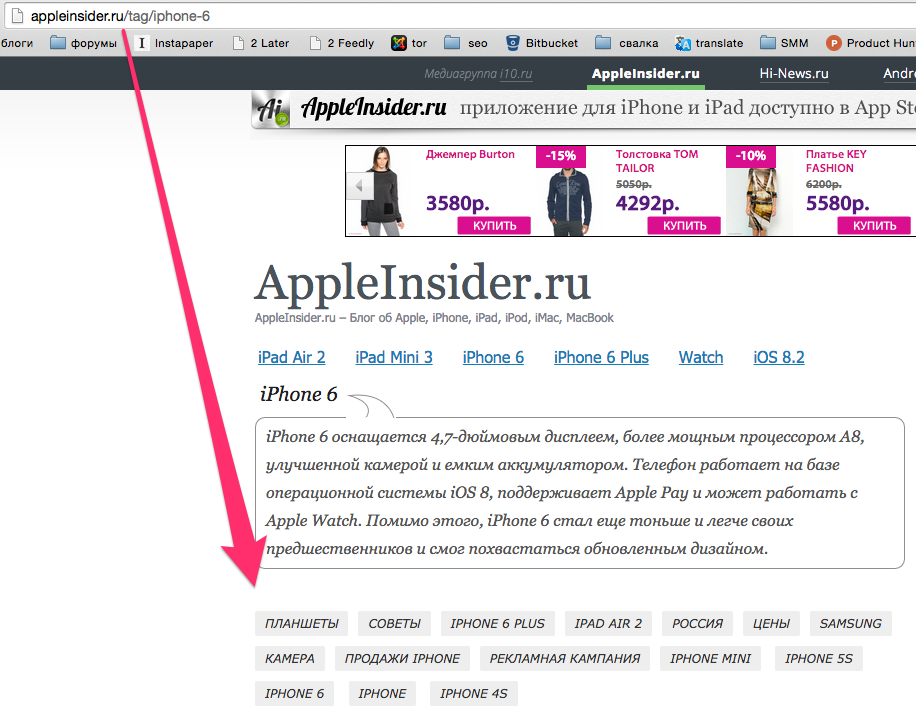 appleinsider.ru/tag/iphone-6
блоги форумы Instapaper 2 Later 2 Feedly tor seo Bitbucket свалка translate SMM Product Hun
Медиагруппа i10.ru AppleInsider.ru Hi-News.ru Andro
Ai AppleInsider.ru приложение для iPhone и iPad доступно в App Sto
Джемпер Burton -15% Толстовка TOM -10% Платье KEY
TAILOR FASHION
5050р. 6200р.
3580р. 4292р. 5580р.
КУПИТЬ КУПИТЬ КУПИТЬ
AppleInsider.ru
AppleInsider.ru – Блог об Apple, iPhone, iPad, iPod, iMac, MacBook
iPad Air 2 iPad Mini 3 iPhone 6 iPhone 6 Plus Watch iOS 8.2
iPhone 6
iPhone 6 оснащается 4,7-дюймовым дисплеем, более мощным процессором A8,
улучшенной камерой и емким аккумулятором. Телефон работает на базе
операционной системы iOS 8, поддерживает Apple Pay и может работать с
Apple Watch. Помимо этого, iPhone 6 стал еще тоньше и легче своих
предшественников и смог похвастаться обновленным дизайном.
ПЛАНШЕТЫ СОВЕТЫ IPHONE 6 PLUS IPAD AIR 2 РОССИЯ ЦЕНЫ SAMSUNG
КАМЕРА ПРОДАЖИ IPHONE РЕКЛАМНАЯ КАМПАНИЯ IPHONE MINI IPHONE 5S
IPHONE 6 IPHONE IPHONE 4S